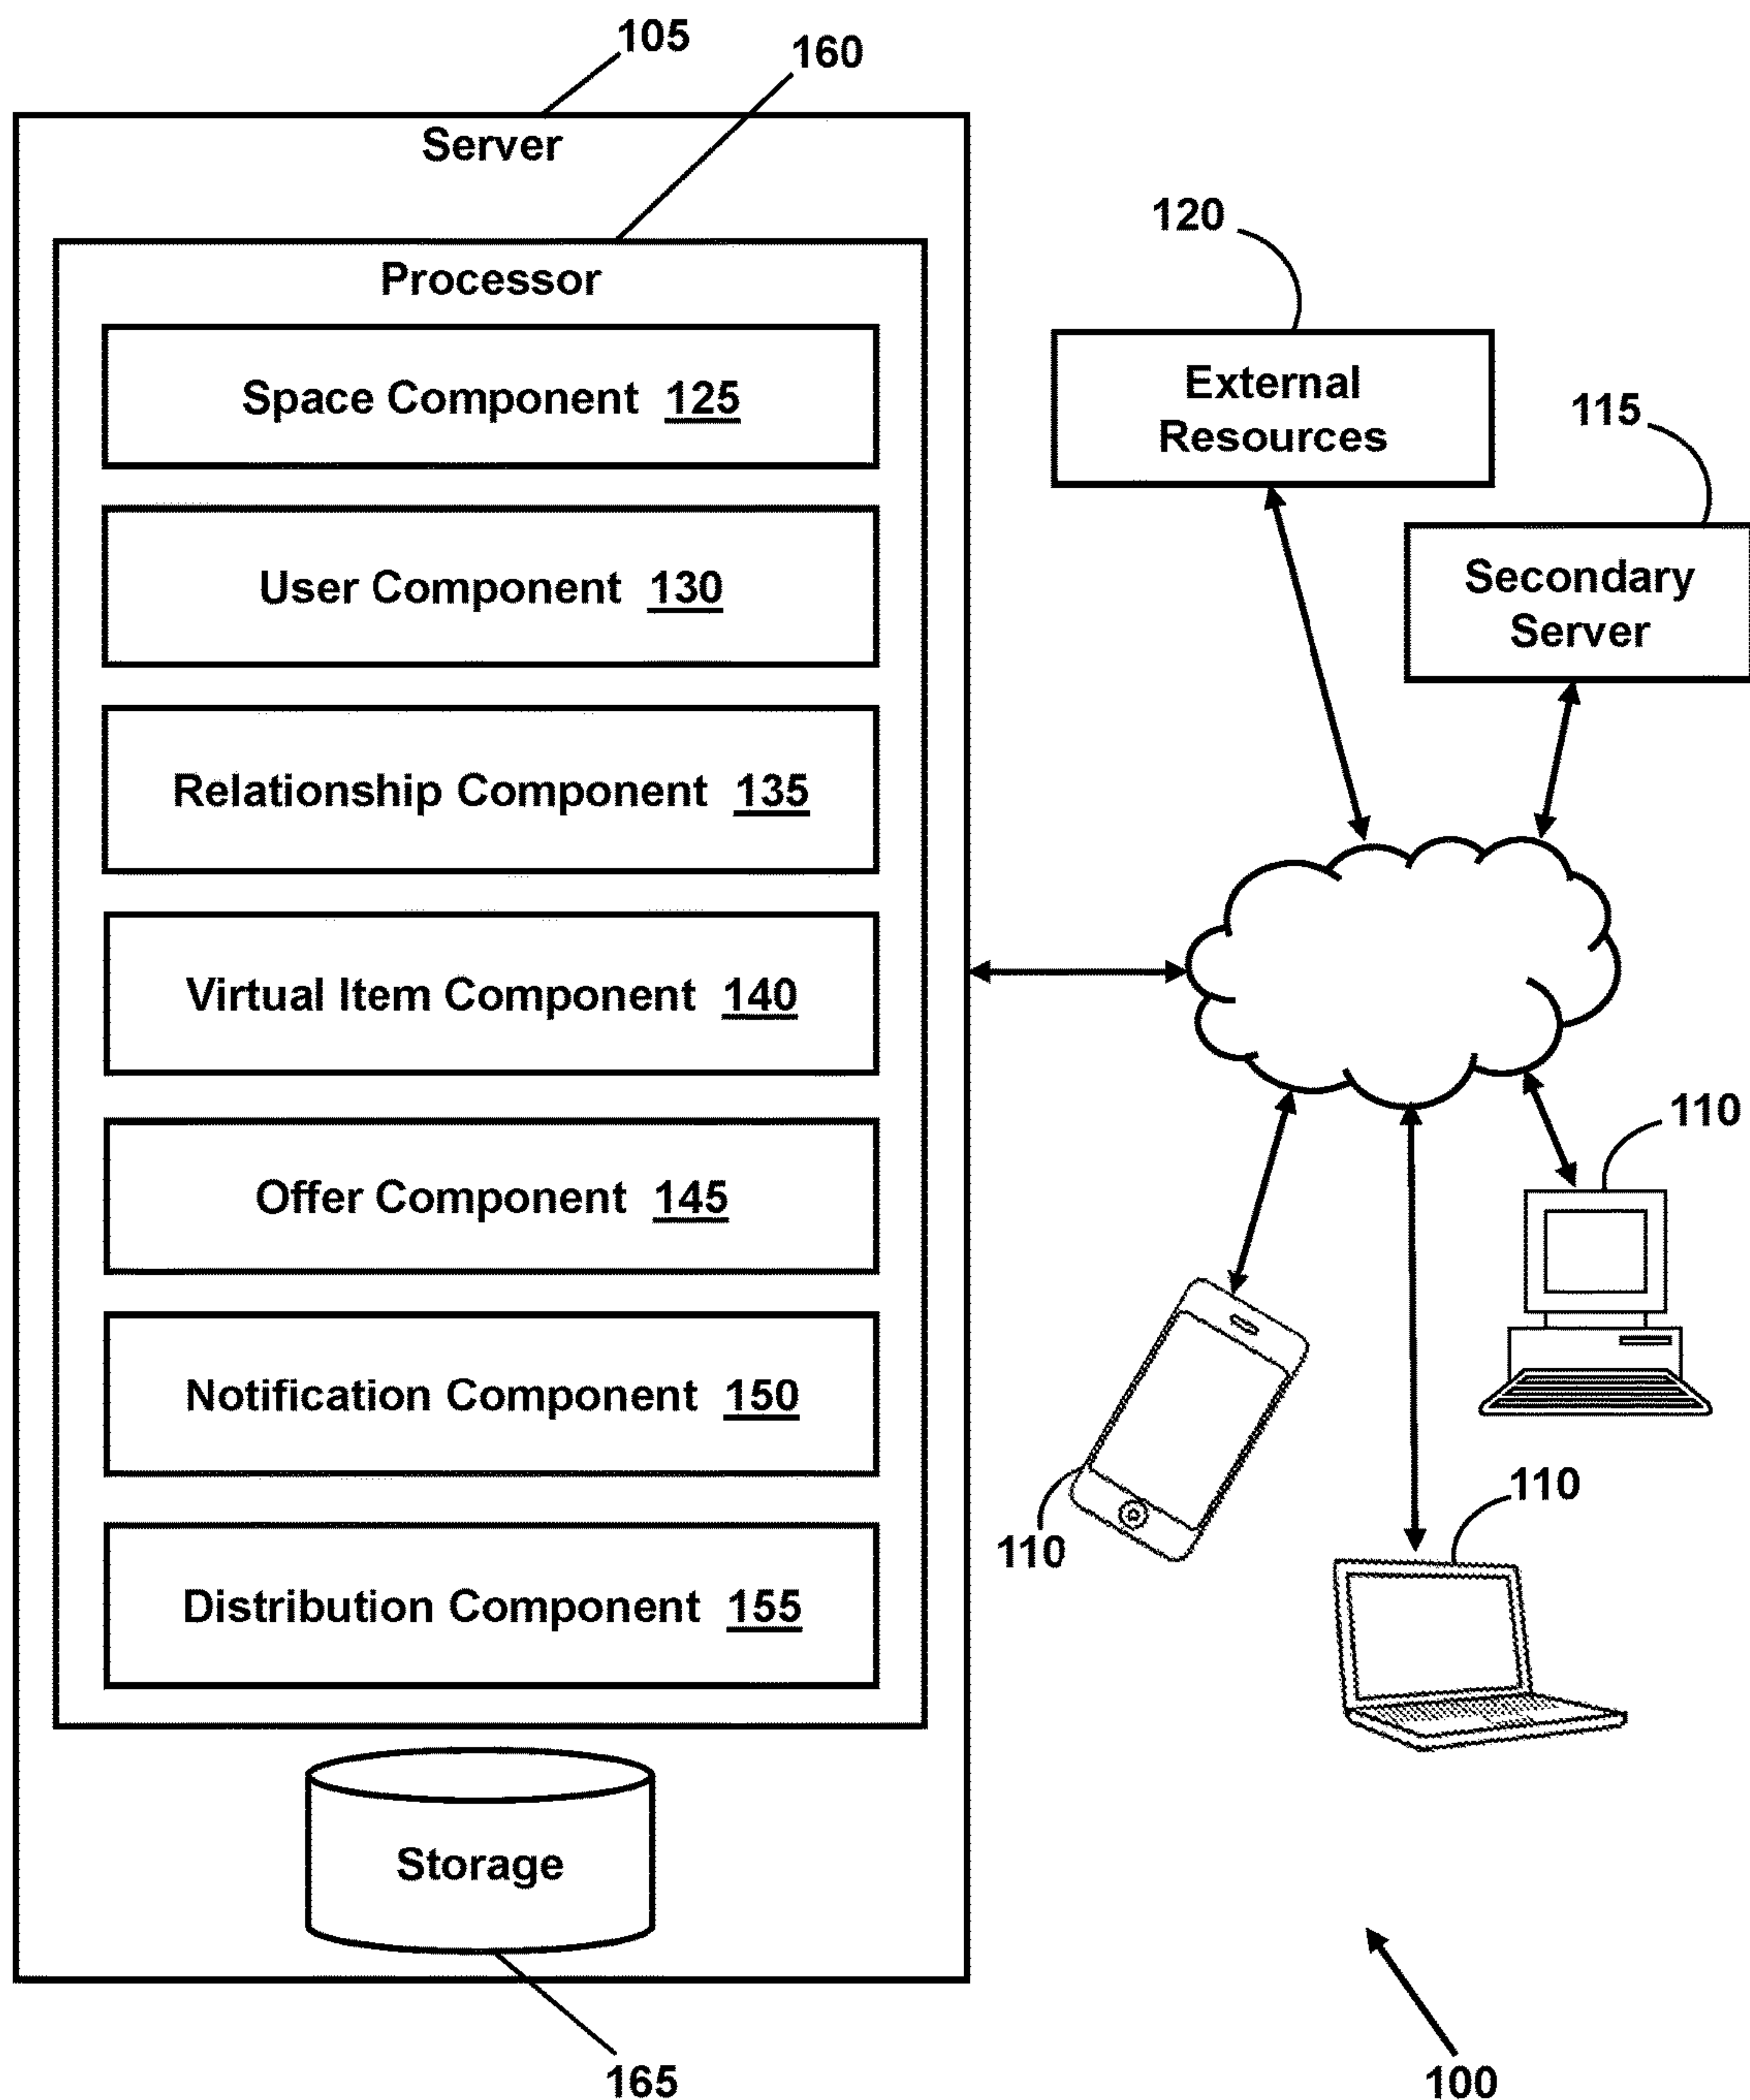 105
160
Server
Processor
Space Component 125
User Component 130
Relationship Component 135
Virtual Item Component 140
Offer Component 145
Notification Component 150
Distribution Component 155
Storage
165
120
External
Resources
115
Secondary
Server
110
110
110
100